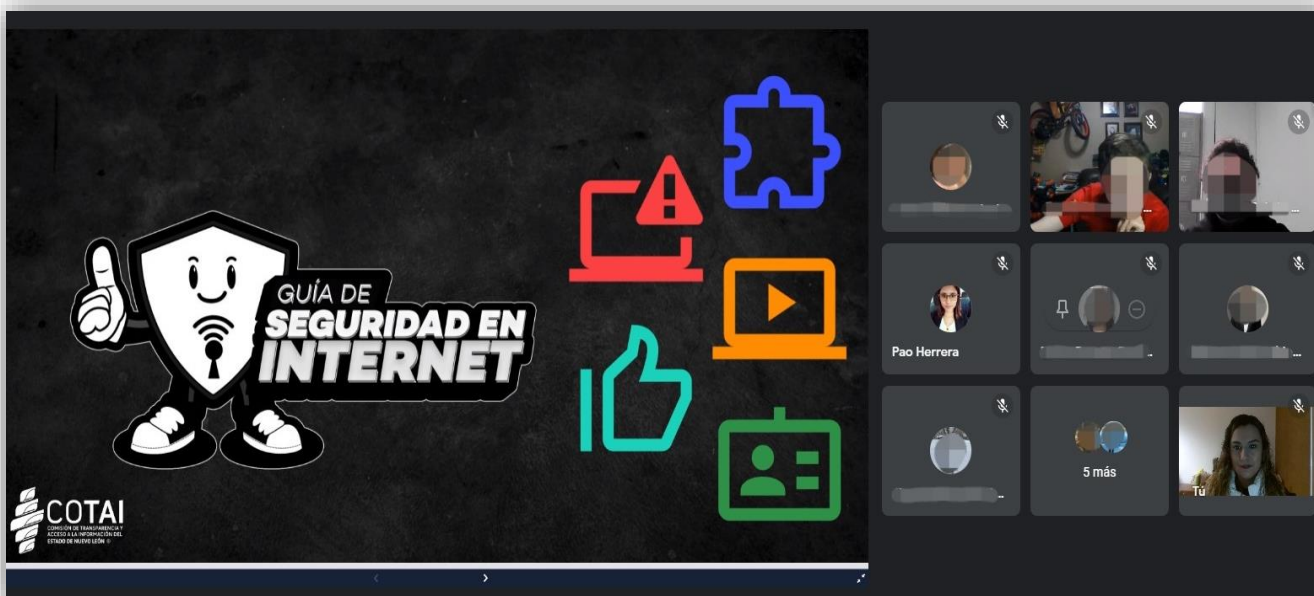 GUÍA DE
SEGURIDAD EN
INTERNET
COTAI
COMISIÓN DE TRANSPARENCIA Y
ACCESO A LA INFORMACIÓN DEL
ESTADO DE NUEVO LEÓN
Pao Herrera
5 más
Tú